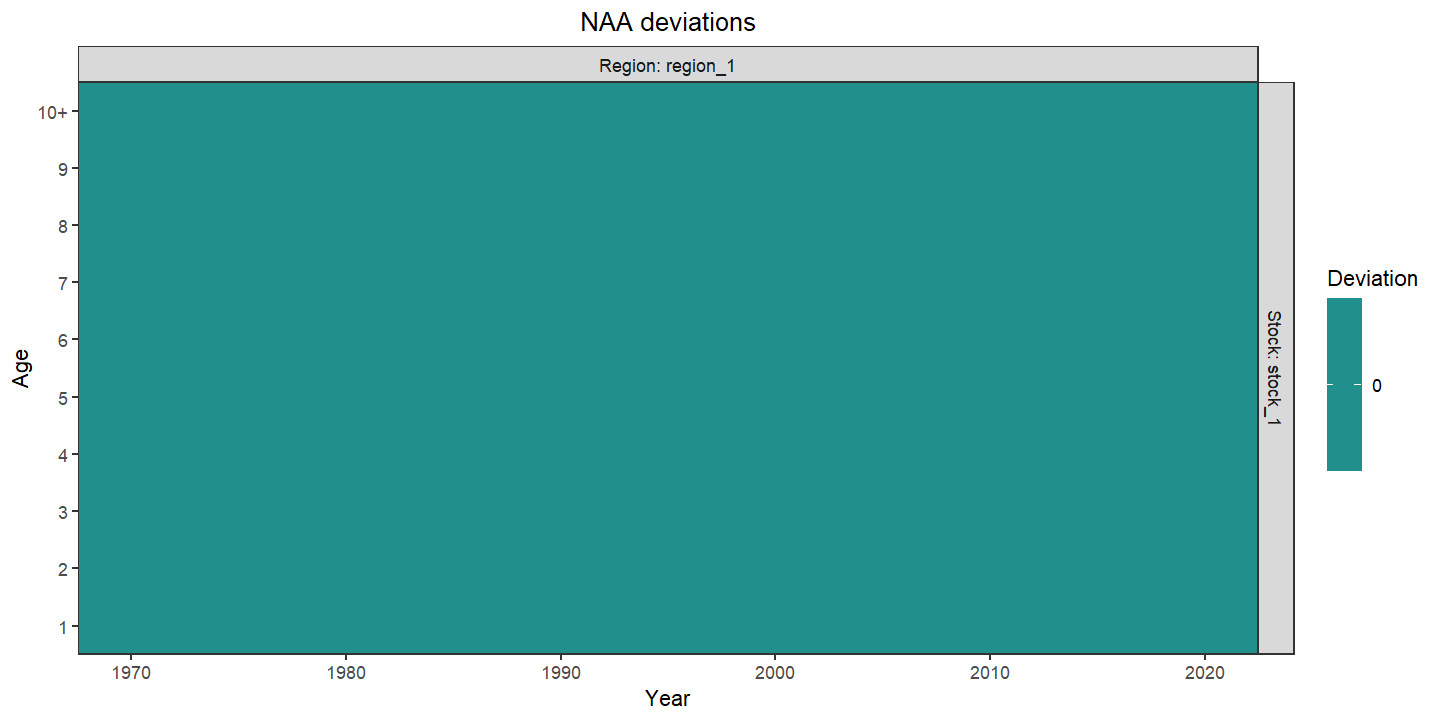 NAA deviations
Region: region_1
10+
9
8
7
6
5
4
3
2
1
Age
Stock: stock_1
1970 1980 1990 2000 2010 2020
Year
Deviation
0